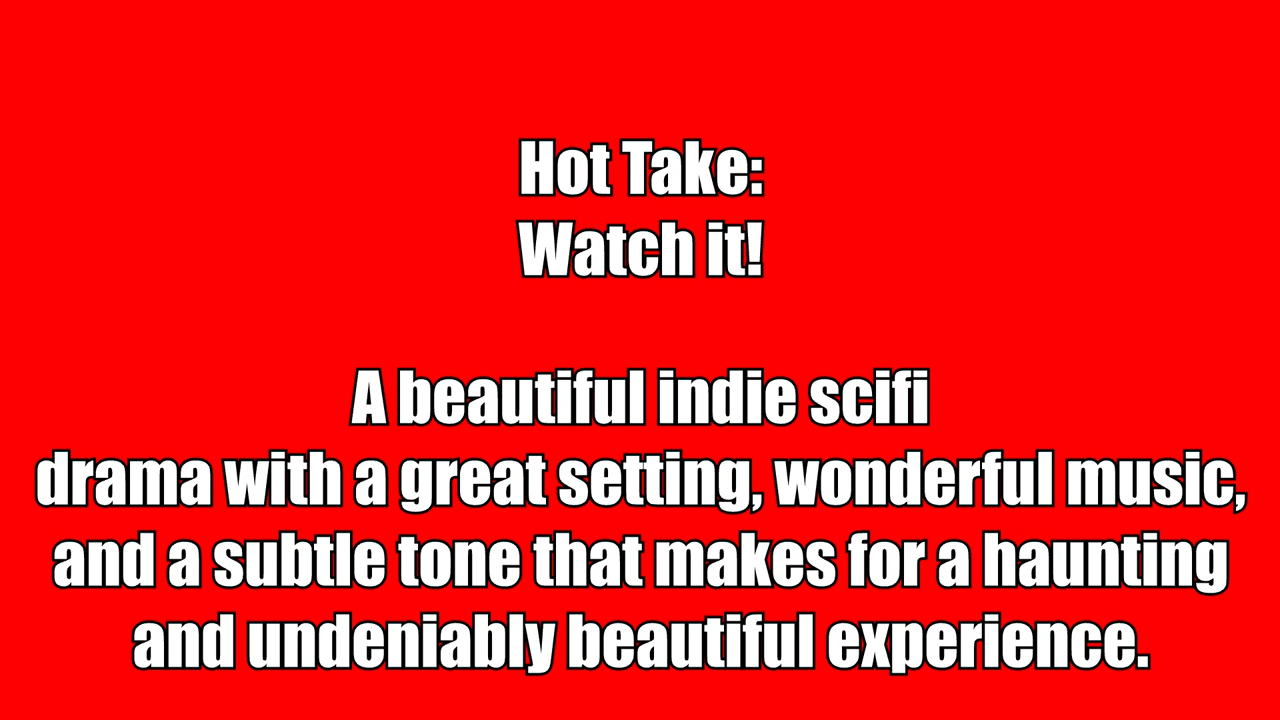 Hot Take:
Watch it!
A beautiful indie scifi
drama with a great setting, wonderful music,
and a subtle tone that makes for a haunting
and undeniably beautiful experience.